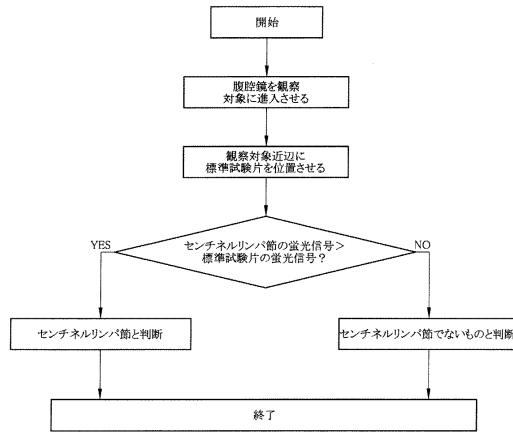 開始
腹腔鏡を観察
対象に進入させる
観察対象近辺に
標準試験片を位置させる
センチネルリンパ節の蛍光信号>
標準試験片の蛍光信号?
YES
NO
センチネルリンパ節と判断
センチネルリンパ節でないものと判断
終了